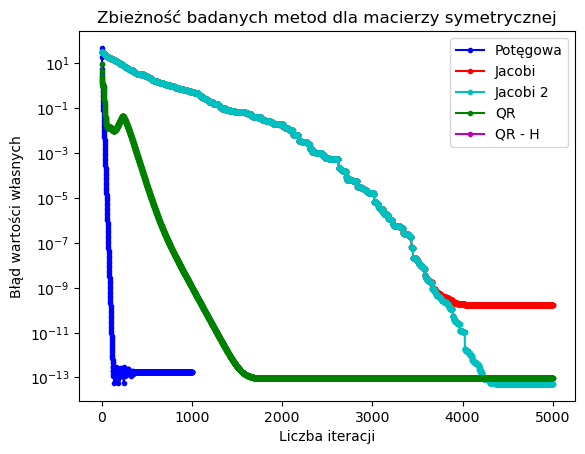 Zbieżność badanych metod dla macierzy symetrycznej
Potęgowa
Jacobi
Jacobi 2
QR
QR - H
Błąd wartości własnych
10^1
10^-1
10^-3
10^-5
10^-7
10^-9
10^-11
10^-13
0 1000 2000 3000 4000 5000
Liczba iteracji